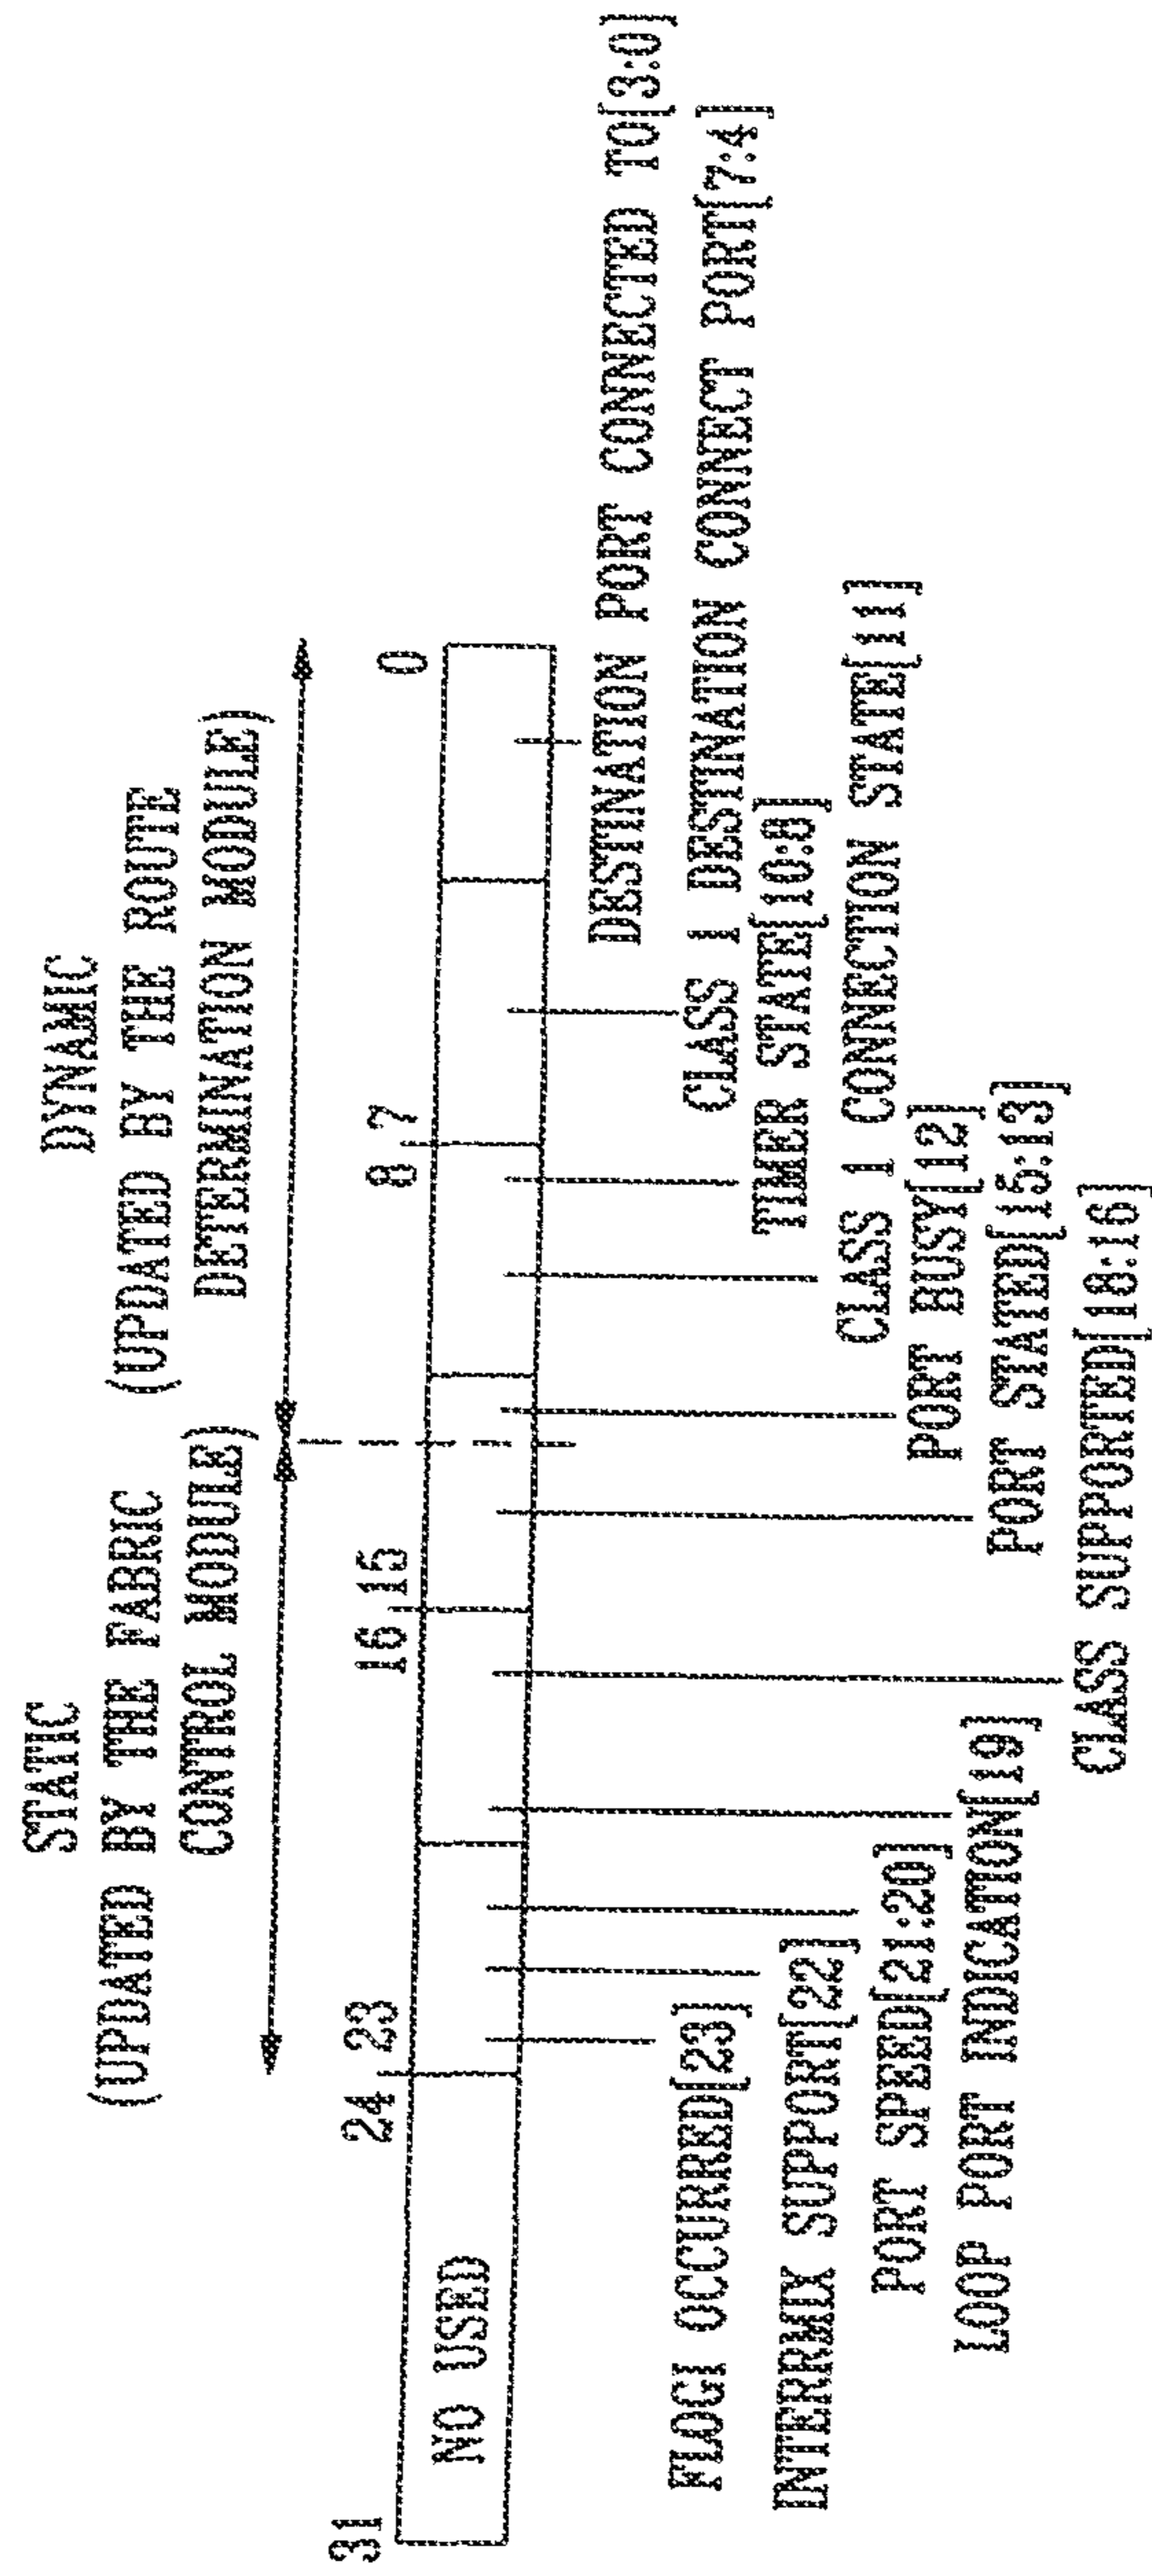 STATIC
(UPDATED BY THE FABRIC
CONTROL MODULE)
DYNAMIC
(UPDATED BY THE ROUTE
DETERMINATION MODULE)
31
24 23
16 15
8 7
0
NO USED
FLOGI OCCURRED[23]
INTERRMIX SUPPORT[22]
PORT SPEED[21:20]
LOOP PORT INDICATION[19]
CLASS SUPPORTED[18:16]
PORT STATED[15:13]
PORT BUSY[12]
CLASS 1 CONNECTION STATE[11]
TIMER STATE[10:8]
CLASS 1 DESTINATION CONNECT PORT[7:4]
DESTINATION PORT CONNECTED TO[3:0]